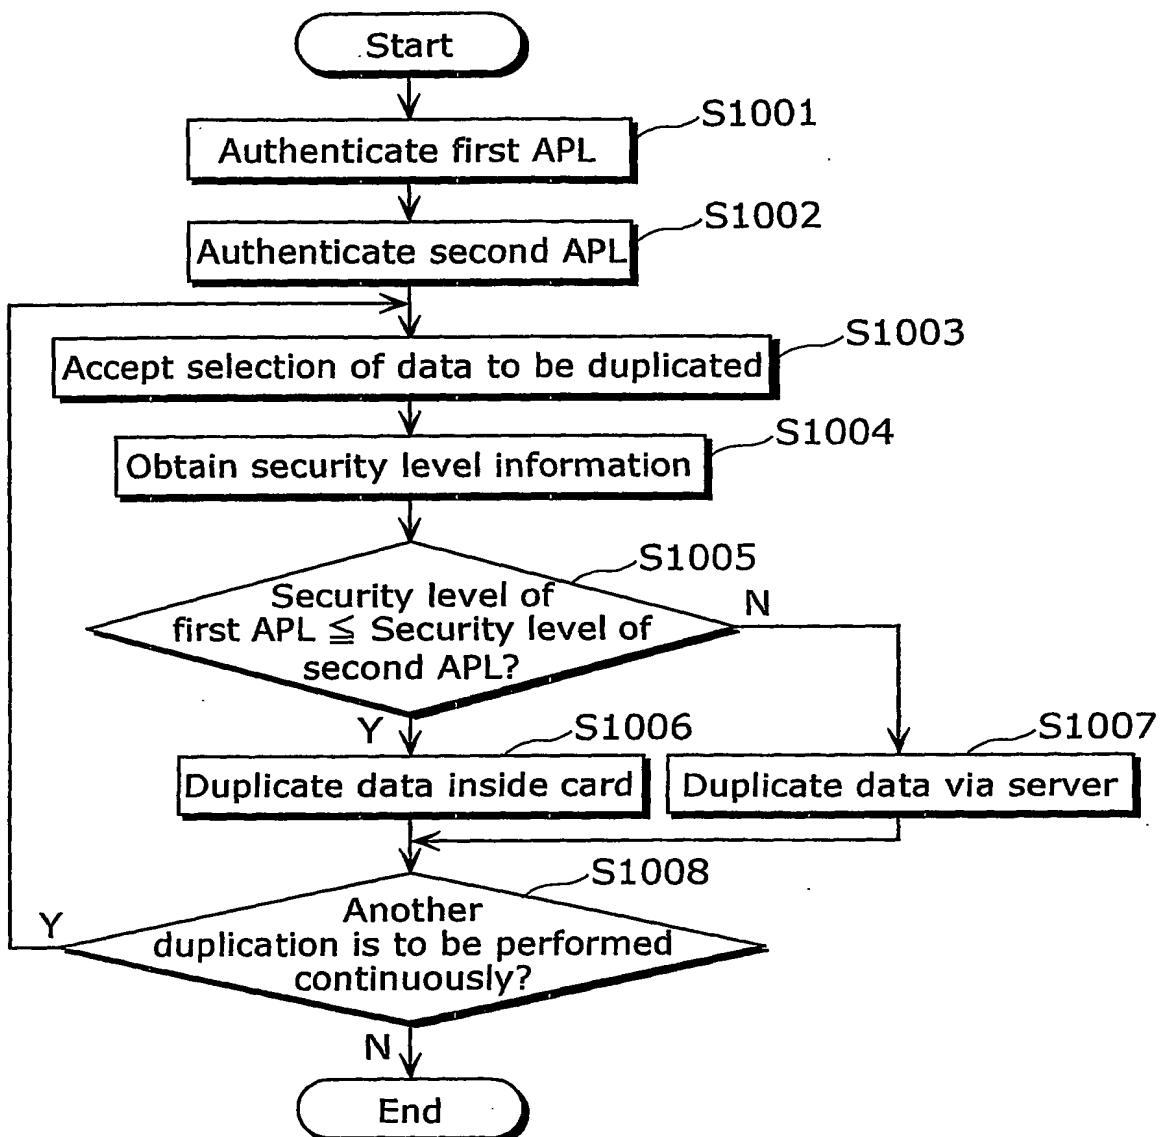 Start
S1001
Authenticate first APL
S1002
Authenticate second APL
S1003
Accept selection of data to be duplicated
S1004
Obtain security level information
S1005
Security level of
first APL ≦ Security level of
second APL?
N
Y
S1006
Duplicate data inside card
S1007
Duplicate data via server
S1008
Another
duplication is to be performed
continuously?
Y
N
End